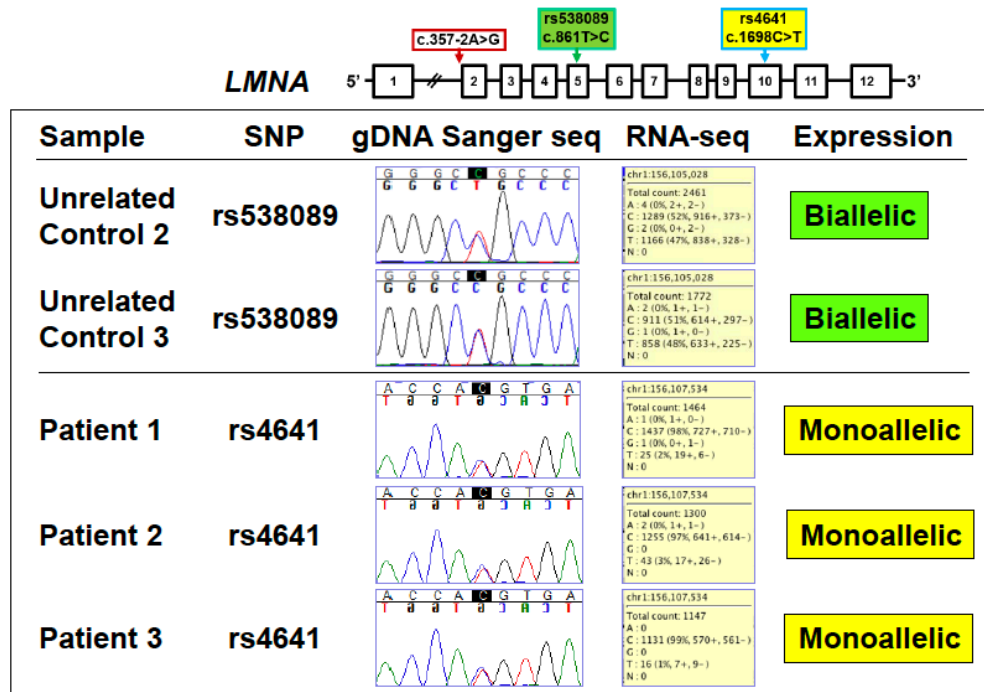 rs538089
c.861T>C
rs4641
c.1698C>T
c.357-2A>G
LMNA 5' 1 2 3 4 5 6 7 8 9 10 11 12 3'
Sample SNP gDNA Sanger seq RNA-seq Expression
Unrelated
Control 2
rs538089
G G G C C G C C C
G G G C T G C C C
chr1:156,105,028
Total count: 2461
A : 4 (0%, 2+, 2-)
C : 1289 (52%, 916+, 373-)
G : 2 (0%, 0+, 2-)
T : 1166 (47%, 838+, 328-)
N : 0
Biallelic
Unrelated
Control 3
rs538089
G G G C C G C C C
G G G C C G C C C
chr1:156,105,028
Total count: 1772
A : 2 (0%, 1+, 1-)
C : 911 (51%, 614+, 297-)
G : 1 (0%, 1+, 0-)
T : 858 (48%, 633+, 225-)
N : 0
Biallelic
Patient 1
rs4641
A C C A C G T G A
T G G T G C A C T
chr1:156,107,534
Total count: 1464
A : 1 (0%, 1+, 0-)
C : 1437 (98%, 727+, 710-)
G : 1 (0%, 0+, 1-)
T : 25 (2%, 19+, 6-)
N : 0
Monoallelic
Patient 2
rs4641
A C C A C G T G A
T G G T G C A C T
chr1:156,107,534
Total count: 1300
A : 2 (0%, 1+, 1-)
C : 1255 (97%, 641+, 614-)
G : 0
T : 43 (3%, 17+, 26-)
N : 0
Monoallelic
Patient 3
rs4641
A C C A C G T G A
T G G T G C A C T
chr1:156,107,534
Total count: 1147
A : 0
C : 1131 (99%, 570+, 561-)
G : 0
T : 16 (1%, 7+, 9-)
N : 0
Monoallelic